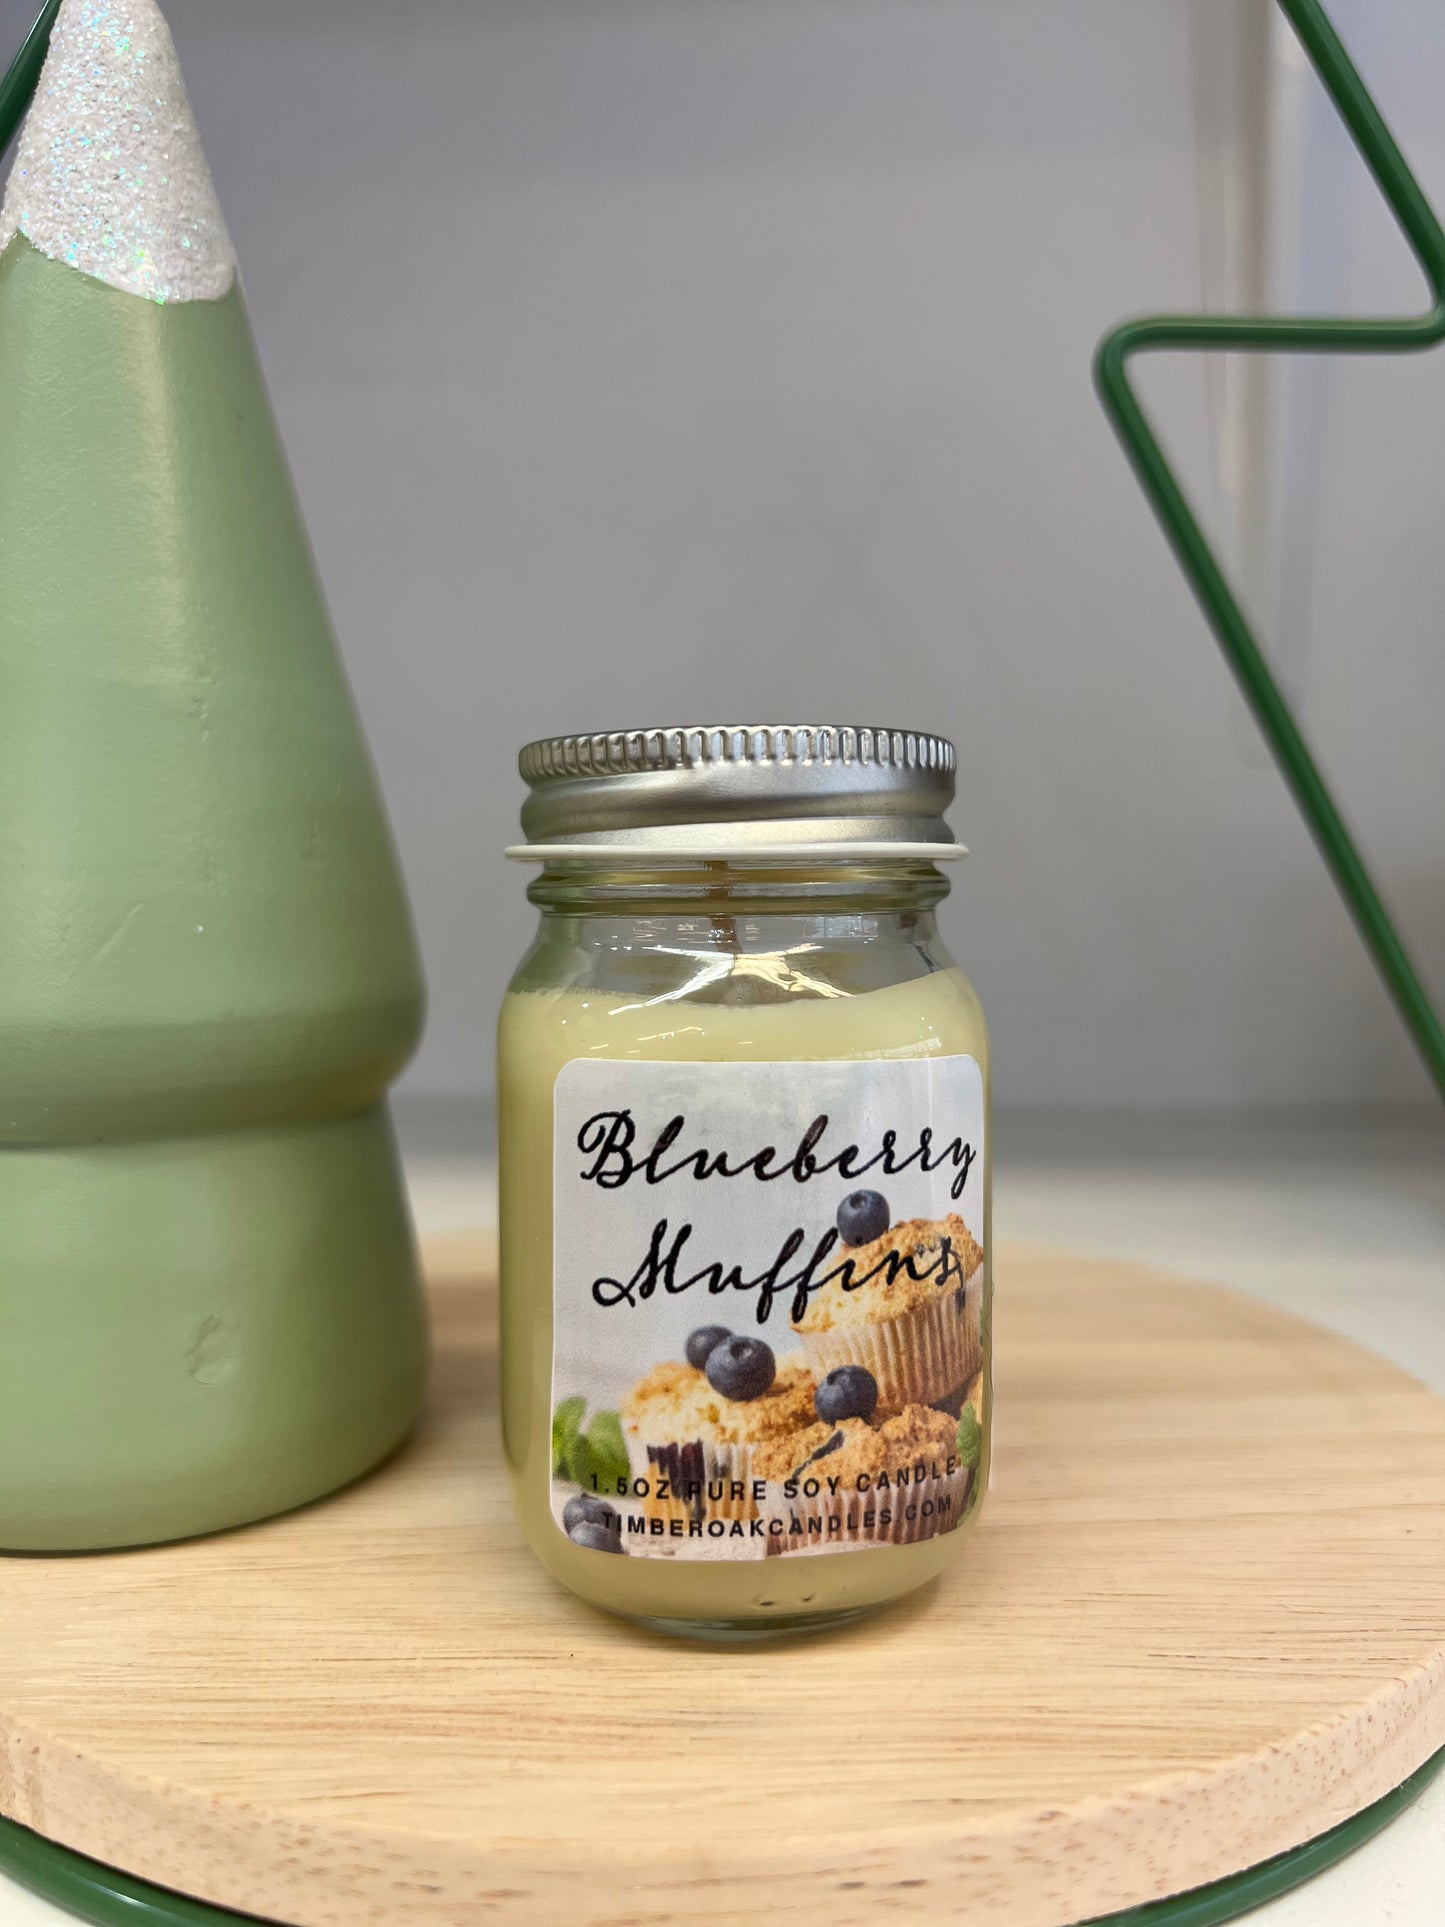 Blueberry
Muffins
1.5OZ PURE SOY CANDLE
TIMBEROAKCANDLES.COM